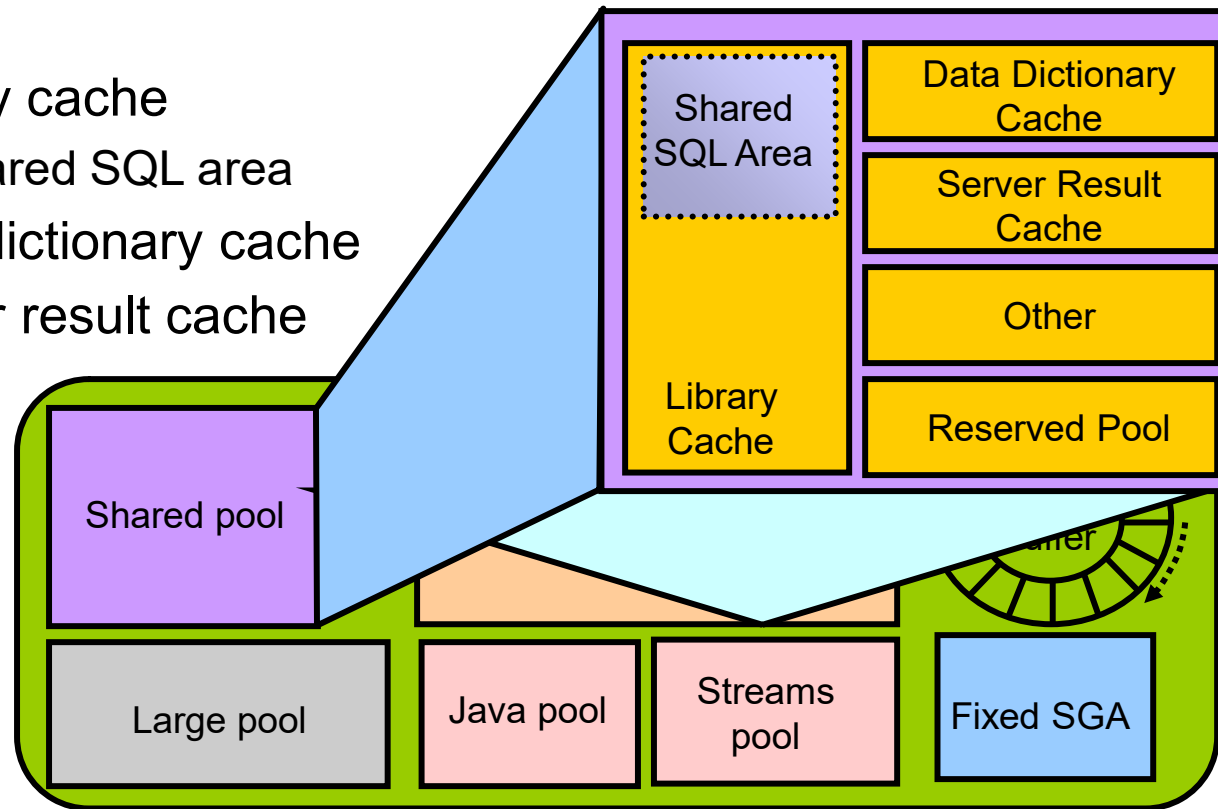 y cache
ared SQL area
dictionary cache
r result cache
Shared
SQL Area
Library
Cache
Data Dictionary
Cache
Server Result
Cache
Other
Reserved Pool
Shared pool
Large pool
Java pool
Streams
pool
Fixed SGA